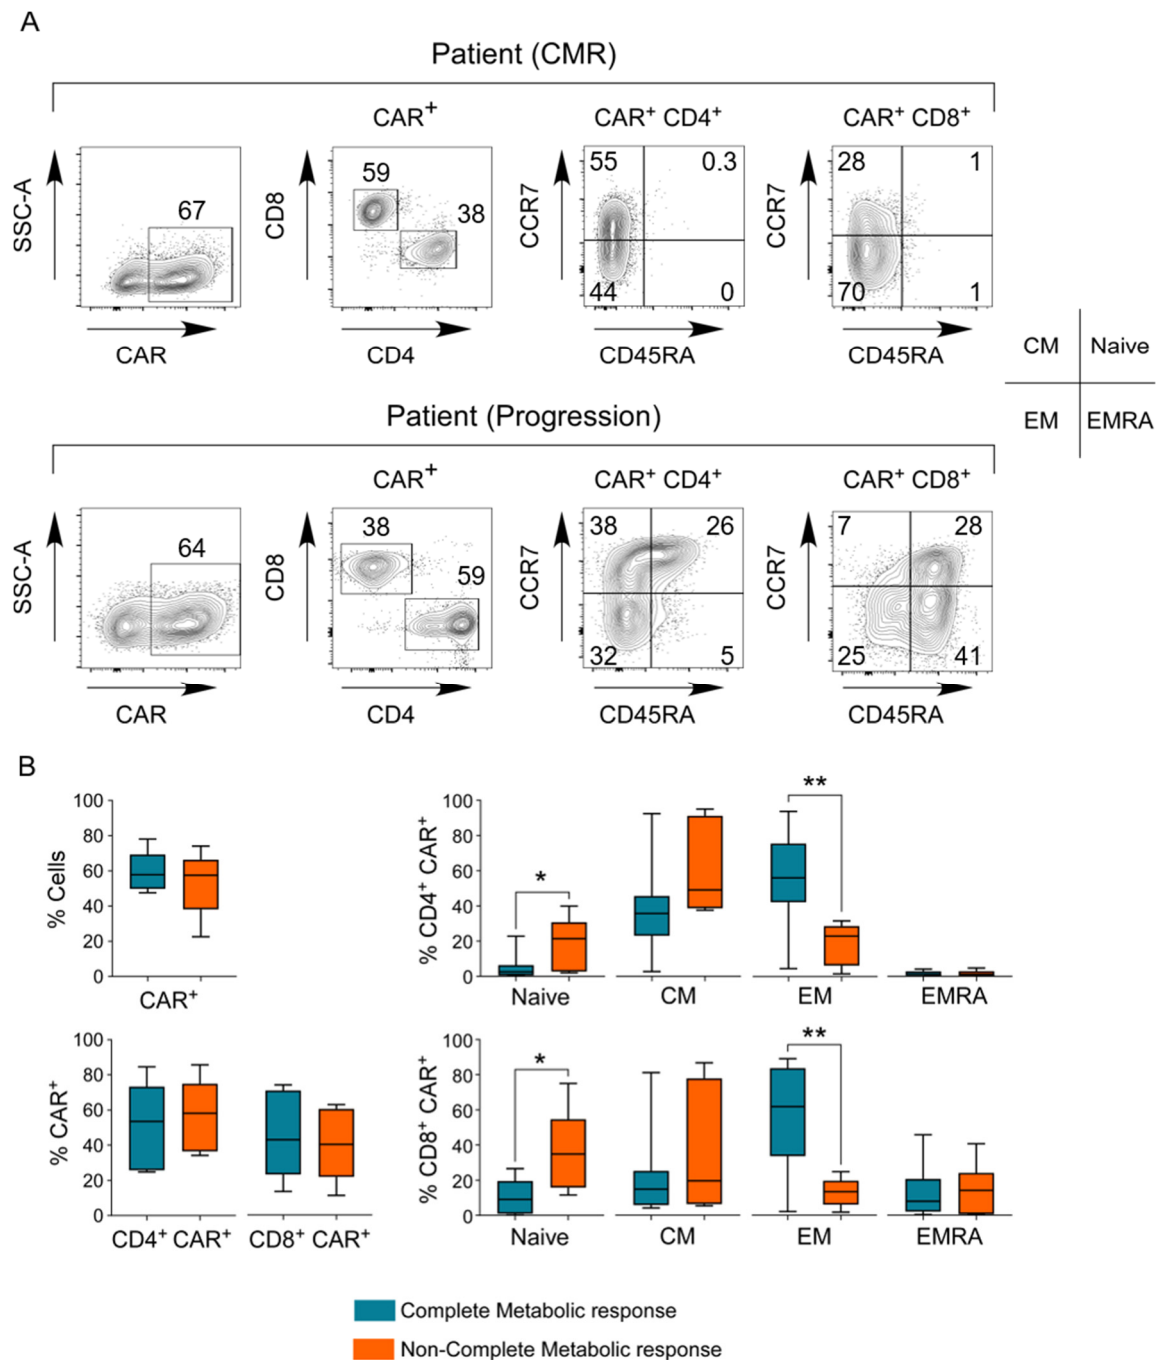 A
Patient (CMR)
CAR+
CAR+ CD4+
CAR+ CD8+
SSC-A
67
CAR
CD8
59
38
CD4
CCR7
55
0.3
44
0
CD45RA
CCR7
28
1
70
1
CD45RA
CM
Naive
EM
EMRA
Patient (Progression)
CAR+
CAR+ CD4+
CAR+ CD8+
SSC-A
64
CAR
CD8
38
59
CD4
CCR7
38
26
32
5
CD45RA
CCR7
7
28
25
41
CD45RA
B
% Cells
100
80
60
40
20
0
CAR+
% CD4+ CAR+
100
80
60
40
20
0
*
**
Naive
CM
EM
EMRA
% CAR+
100
80
60
40
20
0
CD4+ CAR+
CD8+ CAR+
% CD8+ CAR+
100
80
60
40
20
0
*
**
Naive
CM
EM
EMRA
Complete Metabolic response
Non-Complete Metabolic response